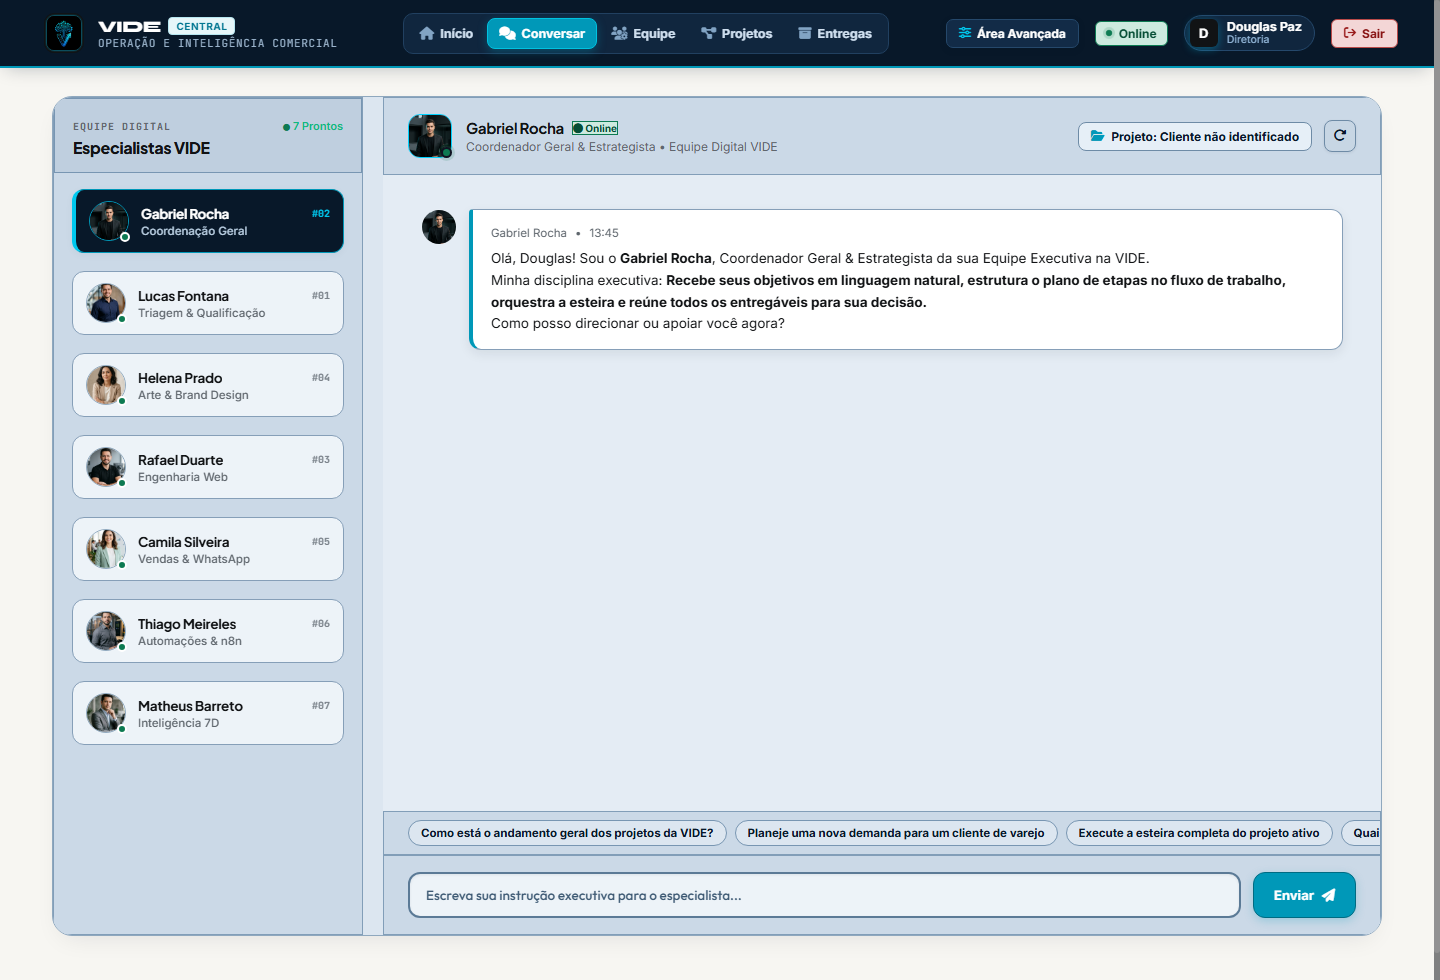 VIDE CENTRAL
OPERAÇÃO E INTELIGÊNCIA COMERCIAL
Início
Conversar
Equipe
Projetos
Entregas
Área Avançada
Online
D
Douglas Paz
Diretoria
Sair
EQUIPE DIGITAL
7 Prontos
Especialistas VIDE
Gabriel Rocha
#02
Coordenação Geral
Lucas Fontana
#01
Triagem & Qualificação
Helena Prado
#04
Arte & Brand Design
Rafael Duarte
#03
Engenharia Web
Camila Silveira
#05
Vendas & WhatsApp
Thiago Meireles
#06
Automações & n8n
Matheus Barreto
#07
Inteligência 7D
Gabriel Rocha
Online
Coordenador Geral & Estrategista • Equipe Digital VIDE
Projeto: Cliente não identificado
Gabriel Rocha • 13:45
Olá, Douglas! Sou o Gabriel Rocha, Coordenador Geral & Estrategista da sua Equipe Executiva na VIDE.
Minha disciplina executiva: Recebe seus objetivos em linguagem natural, estrutura o plano de etapas no fluxo de trabalho,
orquestra a esteira e reúne todos os entregáveis para sua decisão.
Como posso direcionar ou apoiar você agora?
Como está o andamento geral dos projetos da VIDE?
Planeje uma nova demanda para um cliente de varejo
Execute a esteira completa do projeto ativo
Quai
Escreva sua instrução executiva para o especialista...
Enviar